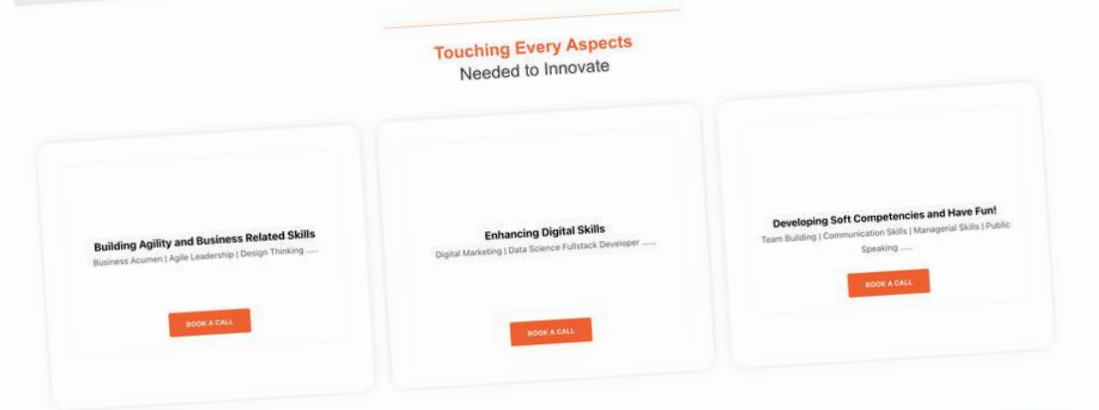 Touching Every Aspects
Needed to Innovate
Building Agility and Business Related Skills
Business Acumen | Agile Leadership | Design Thinking ......
BOOK A CALL
Enhancing Digital Skills
Digital Marketing | Data Science Fullstack Developer ......
BOOK A CALL
Developing Soft Competencies and Have Fun!
Team Building | Communication Skills | Managerial Skills | Public
Speaking ......
BOOK A CALL